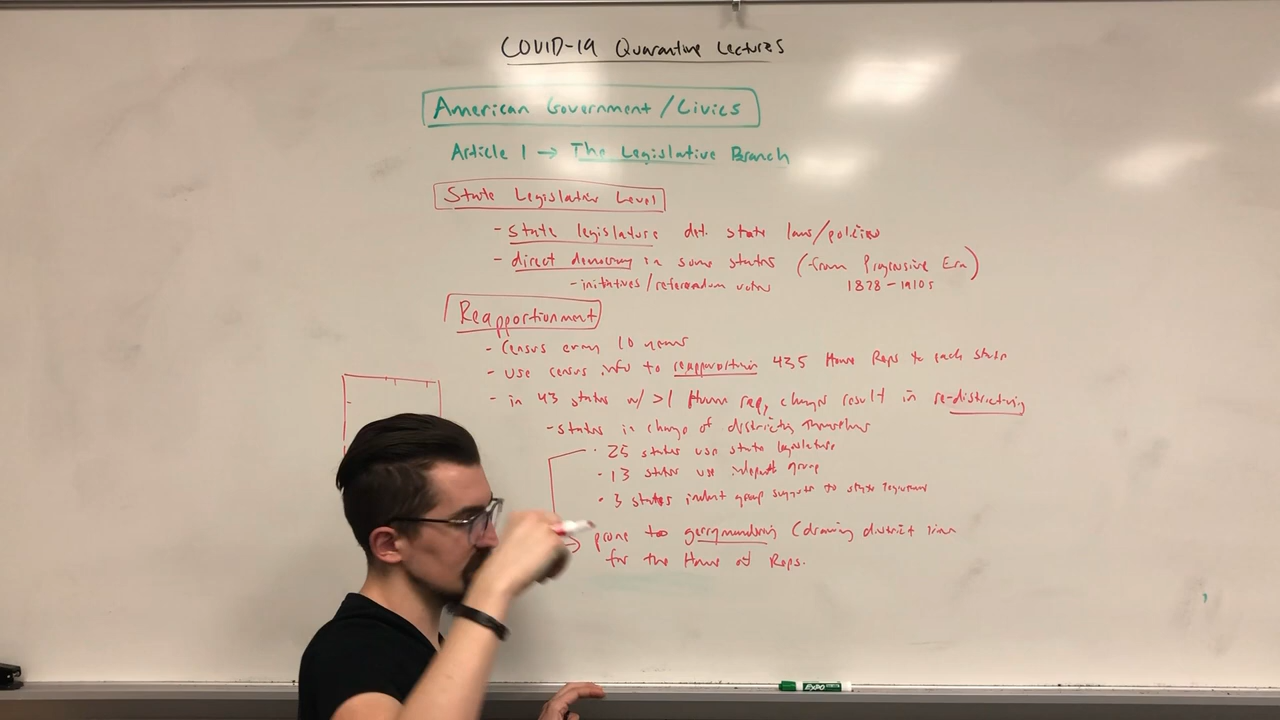 COVID-19 Quarantine Lectures
American Government/Civics
Article 1 → The Legislative Branch
State Legislative Level
- state legislature det. state laws/policies
- direct democracy in some states (from Progressive Era)
- initiatives/referendum votes 1878-1910s
Reapportionment
- Census every 10 years
- use census info to reapportion 435 House Reps to each state
- in 43 states w/ >1 House rep, changes result in re-districting
- states in charge of districts themselves
· 25 states use state legislature
· 13 states use indepent group
· 3 states group suggests to state legislature
→ prone to gerrymandering (drawing district lines
for the House of Reps.
EXPO